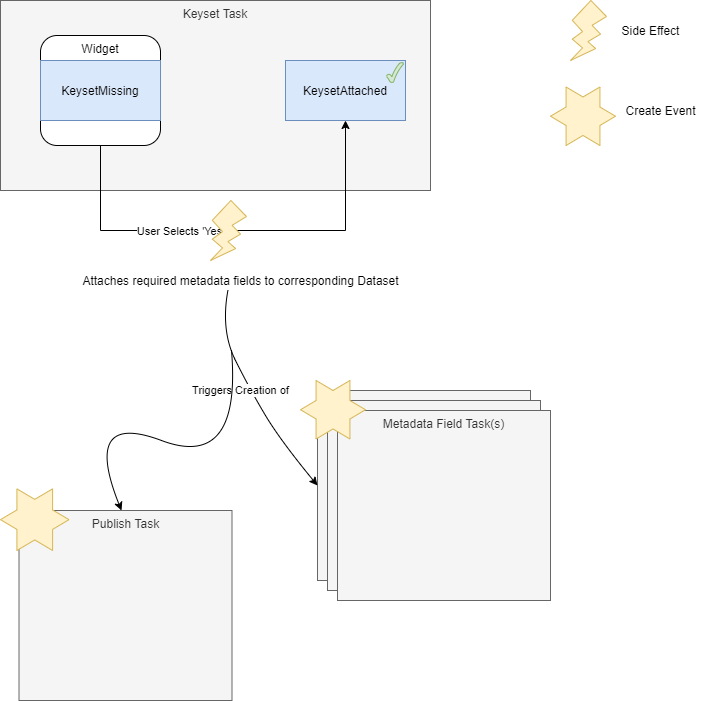 Keyset Task
Side Effect
Widget
KeysetMissing
KeysetAttached
Create Event
User Selects 'Yes
Attaches required metadata fields to corresponding Dataset
Triggers Creation of
Metadata Field Task(s)
Publish Task